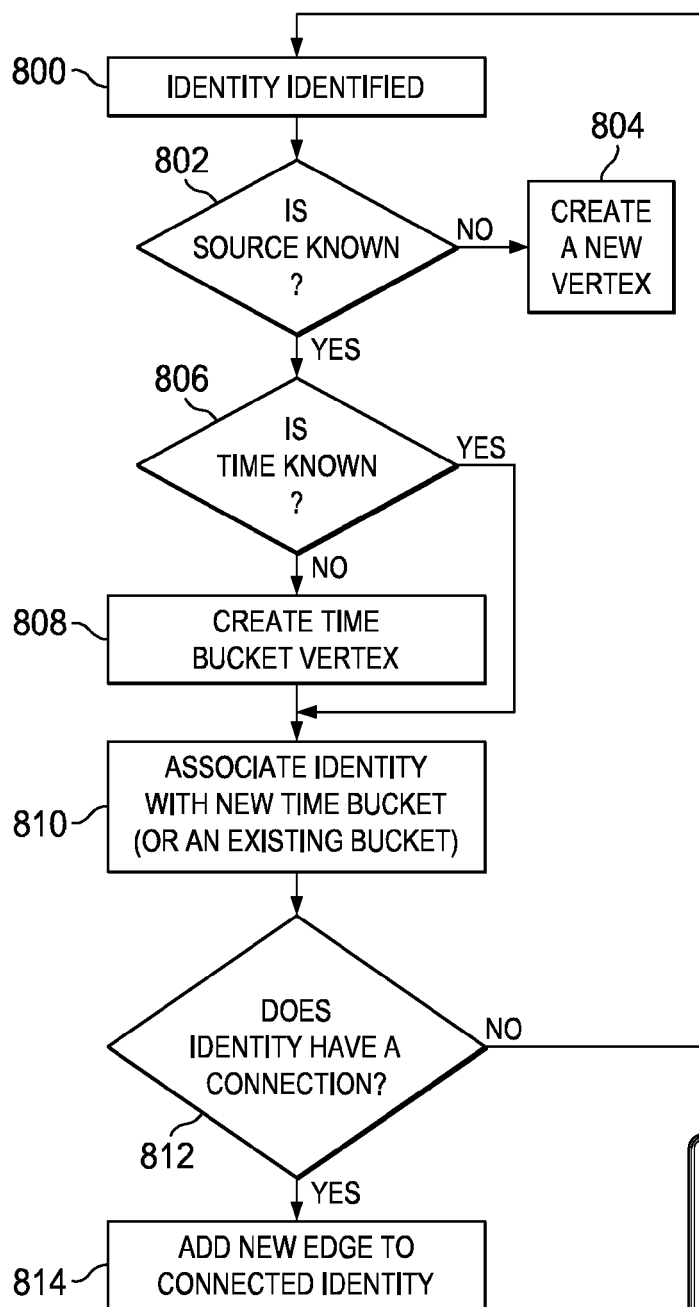 800
IDENTITY IDENTIFIED
802
IS
SOURCE KNOWN
?
NO
804
CREATE
A NEW
VERTEX
YES
806
IS
TIME KNOWN
?
YES
NO
808
CREATE TIME
BUCKET VERTEX
810
ASSOCIATE IDENTITY
WITH NEW TIME BUCKET
(OR AN EXISTING BUCKET)
DOES
IDENTITY HAVE A
CONNECTION?
NO
812
YES
814
ADD NEW EDGE TO
CONNECTED IDENTITY